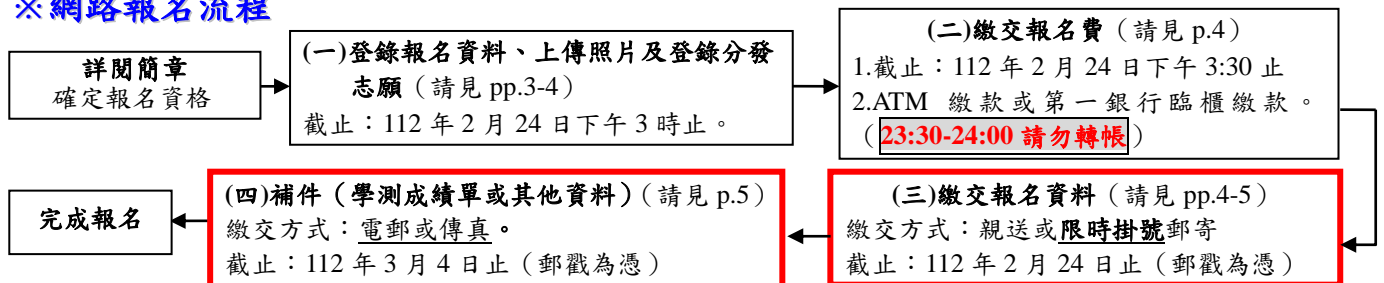 ※網路報名流程
詳閱簡章
確定報名資格
(一)登錄報名資料、上傳照片及登錄分發
志願（請見 pp.3-4）
截止：112 年 2 月 24 日下午 3 時止。
(二)繳交報名費（請見 p.4）
1.截止：112 年 2 月 24 日下午 3:30 止
2.ATM 繳款或第一銀行臨櫃繳款。
（23:30-24:00 請勿轉帳）
(三)繳交報名資料（請見 pp.4-5）
繳交方式：親送或限時掛號郵寄
截止：112 年 2 月 24 日止（郵戳為憑）
(四)補件（學測成績單或其他資料）（請見 p.5）
繳交方式：電郵或傳真。
截止：112 年 3 月 4 日止（郵戳為憑）
完成報名